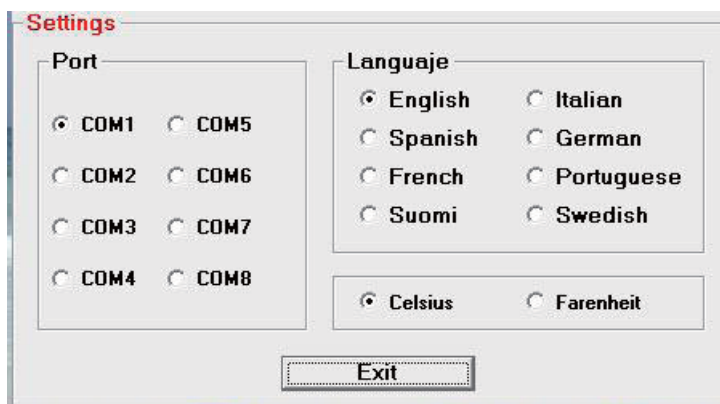 Settings
Port
COM1 COM5
COM2 COM6
COM3 COM7
COM4 COM8
Languaje
English Italian
Spanish German
French Portuguese
Suomi Swedish
Celsius Farenheit
Exit